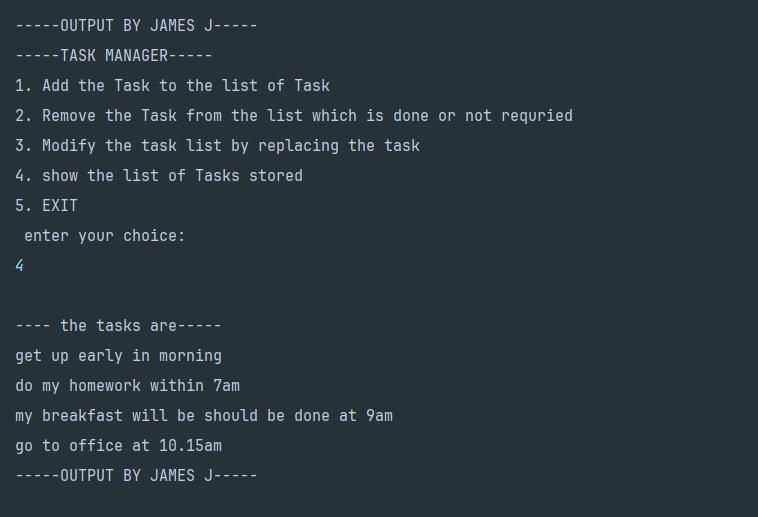 -----OUTPUT BY JAMES J-----
-----TASK MANAGER-----
1. Add the Task to the list of Task
2. Remove the Task from the list which is done or not requried
3. Modify the task list by replacing the task
4. show the list of Tasks stored
5. EXIT
enter your choice:
4
---- the tasks are-----
get up early in morning
do my homework within 7am
my breakfast will be should be done at 9am
go to office at 10.15am
-----OUTPUT BY JAMES J-----